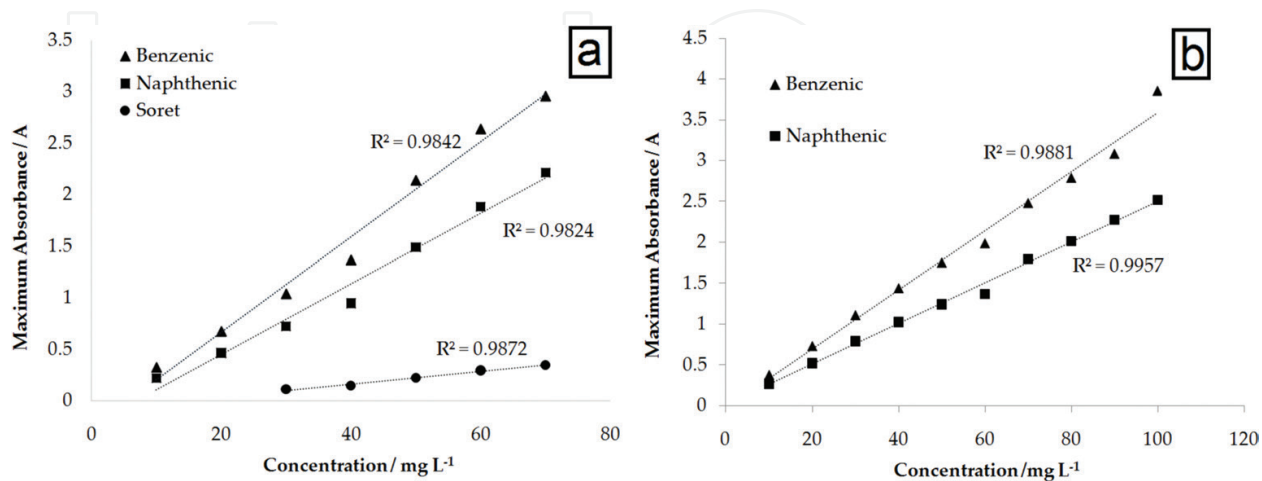 a
Benzenic
Naphthenic
Soret
3.5
3
2.5
2
1.5
1
0.5
0
R² = 0.9842
R² = 0.9824
R² = 0.9872
0 20 40 60 80
Maximum Absorbance / A
Concentration / mg L⁻¹
b
Benzenic
Naphthenic
4.5
4
3.5
3
2.5
2
1.5
1
0.5
0
R² = 0.9881
R² = 0.9957
0 20 40 60 80 100 120
Maximum Absorbance / A
Concentration / mg L⁻¹